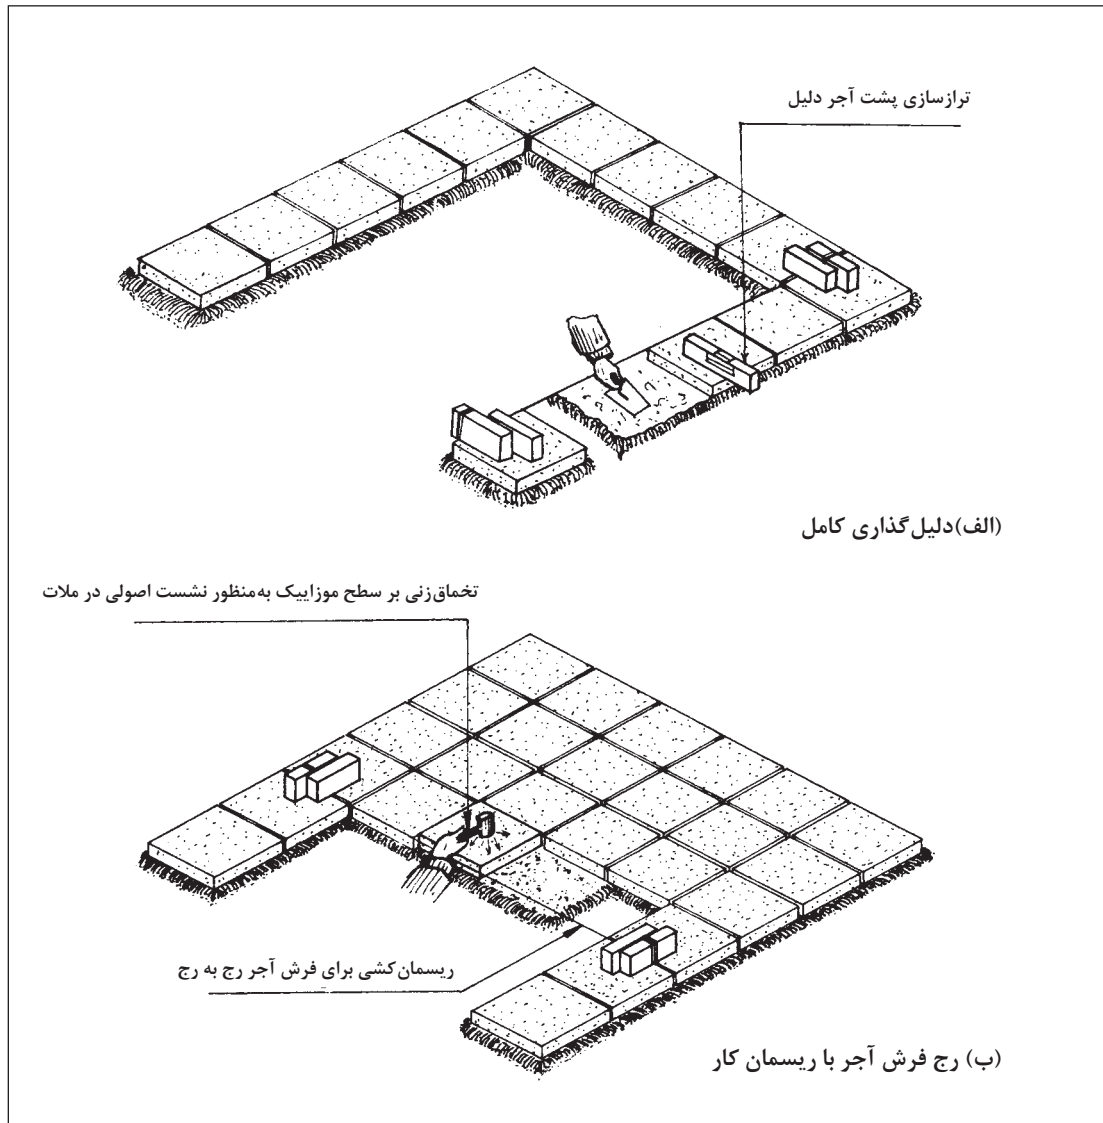 ترازسازی پشت آجر دلیل
(الف)دلیل‌گذاری کامل
تخماق‌زنی بر سطح موزاییک به‌منظور نشست اصولی در ملات
ریسمان‌کشی برای فرش آجر رج به رج
(ب) رج فرش آجر با ریسمان کار